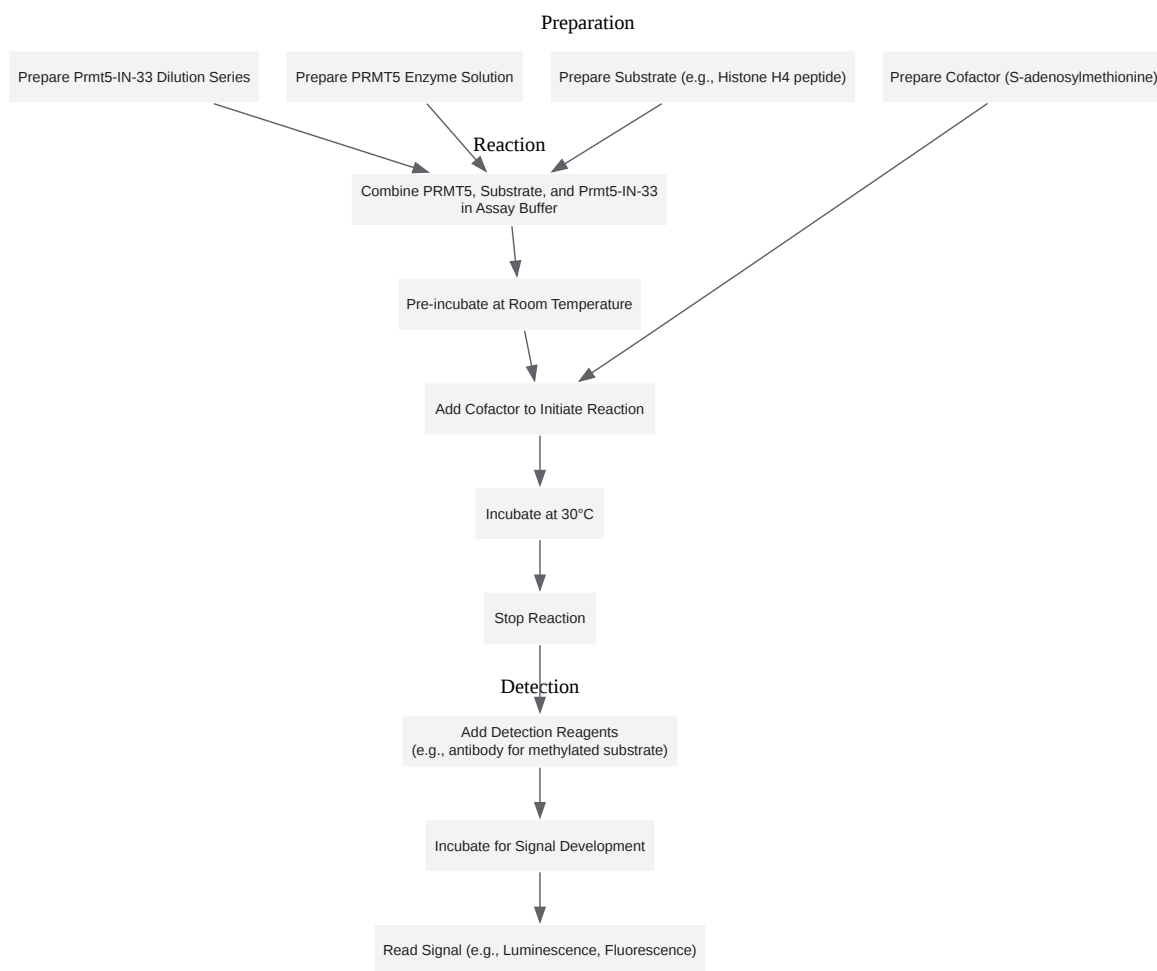 Preparation
Prepare Prmt5-IN-33 Dilution Series
Prepare PRMT5 Enzyme Solution
Prepare Substrate (e.g., Histone H4 peptide)
Prepare Cofactor (S-adenosylmethionine)
Reaction
Combine PRMT5, Substrate, and Prmt5-IN-33
in Assay Buffer
Pre-incubate at Room Temperature
Add Cofactor to Initiate Reaction
Incubate at 30°C
Stop Reaction
Detection
Add Detection Reagents
(e.g., antibody for methylated substrate)
Incubate for Signal Development
Read Signal (e.g., Luminescence, Fluorescence)